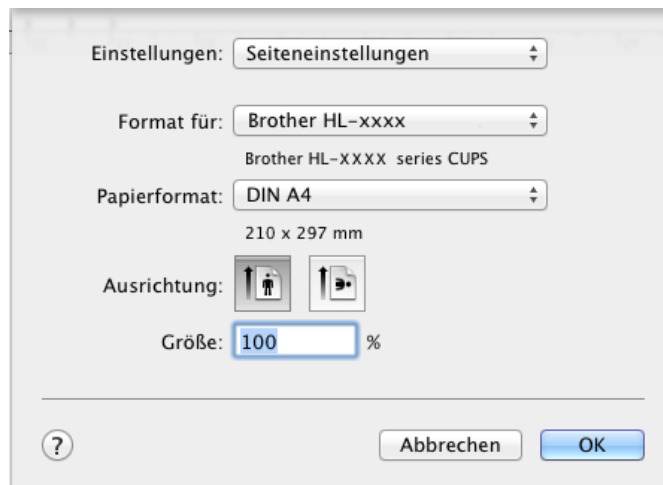 Einstellungen: Seiteneinstellungen
Format für: Brother HL-xxxx
Brother HL-XXXX series CUPS
Papierformat: DIN A4
210 x 297 mm
Ausrichtung:
Größe: 100 %
? Abbrechen OK